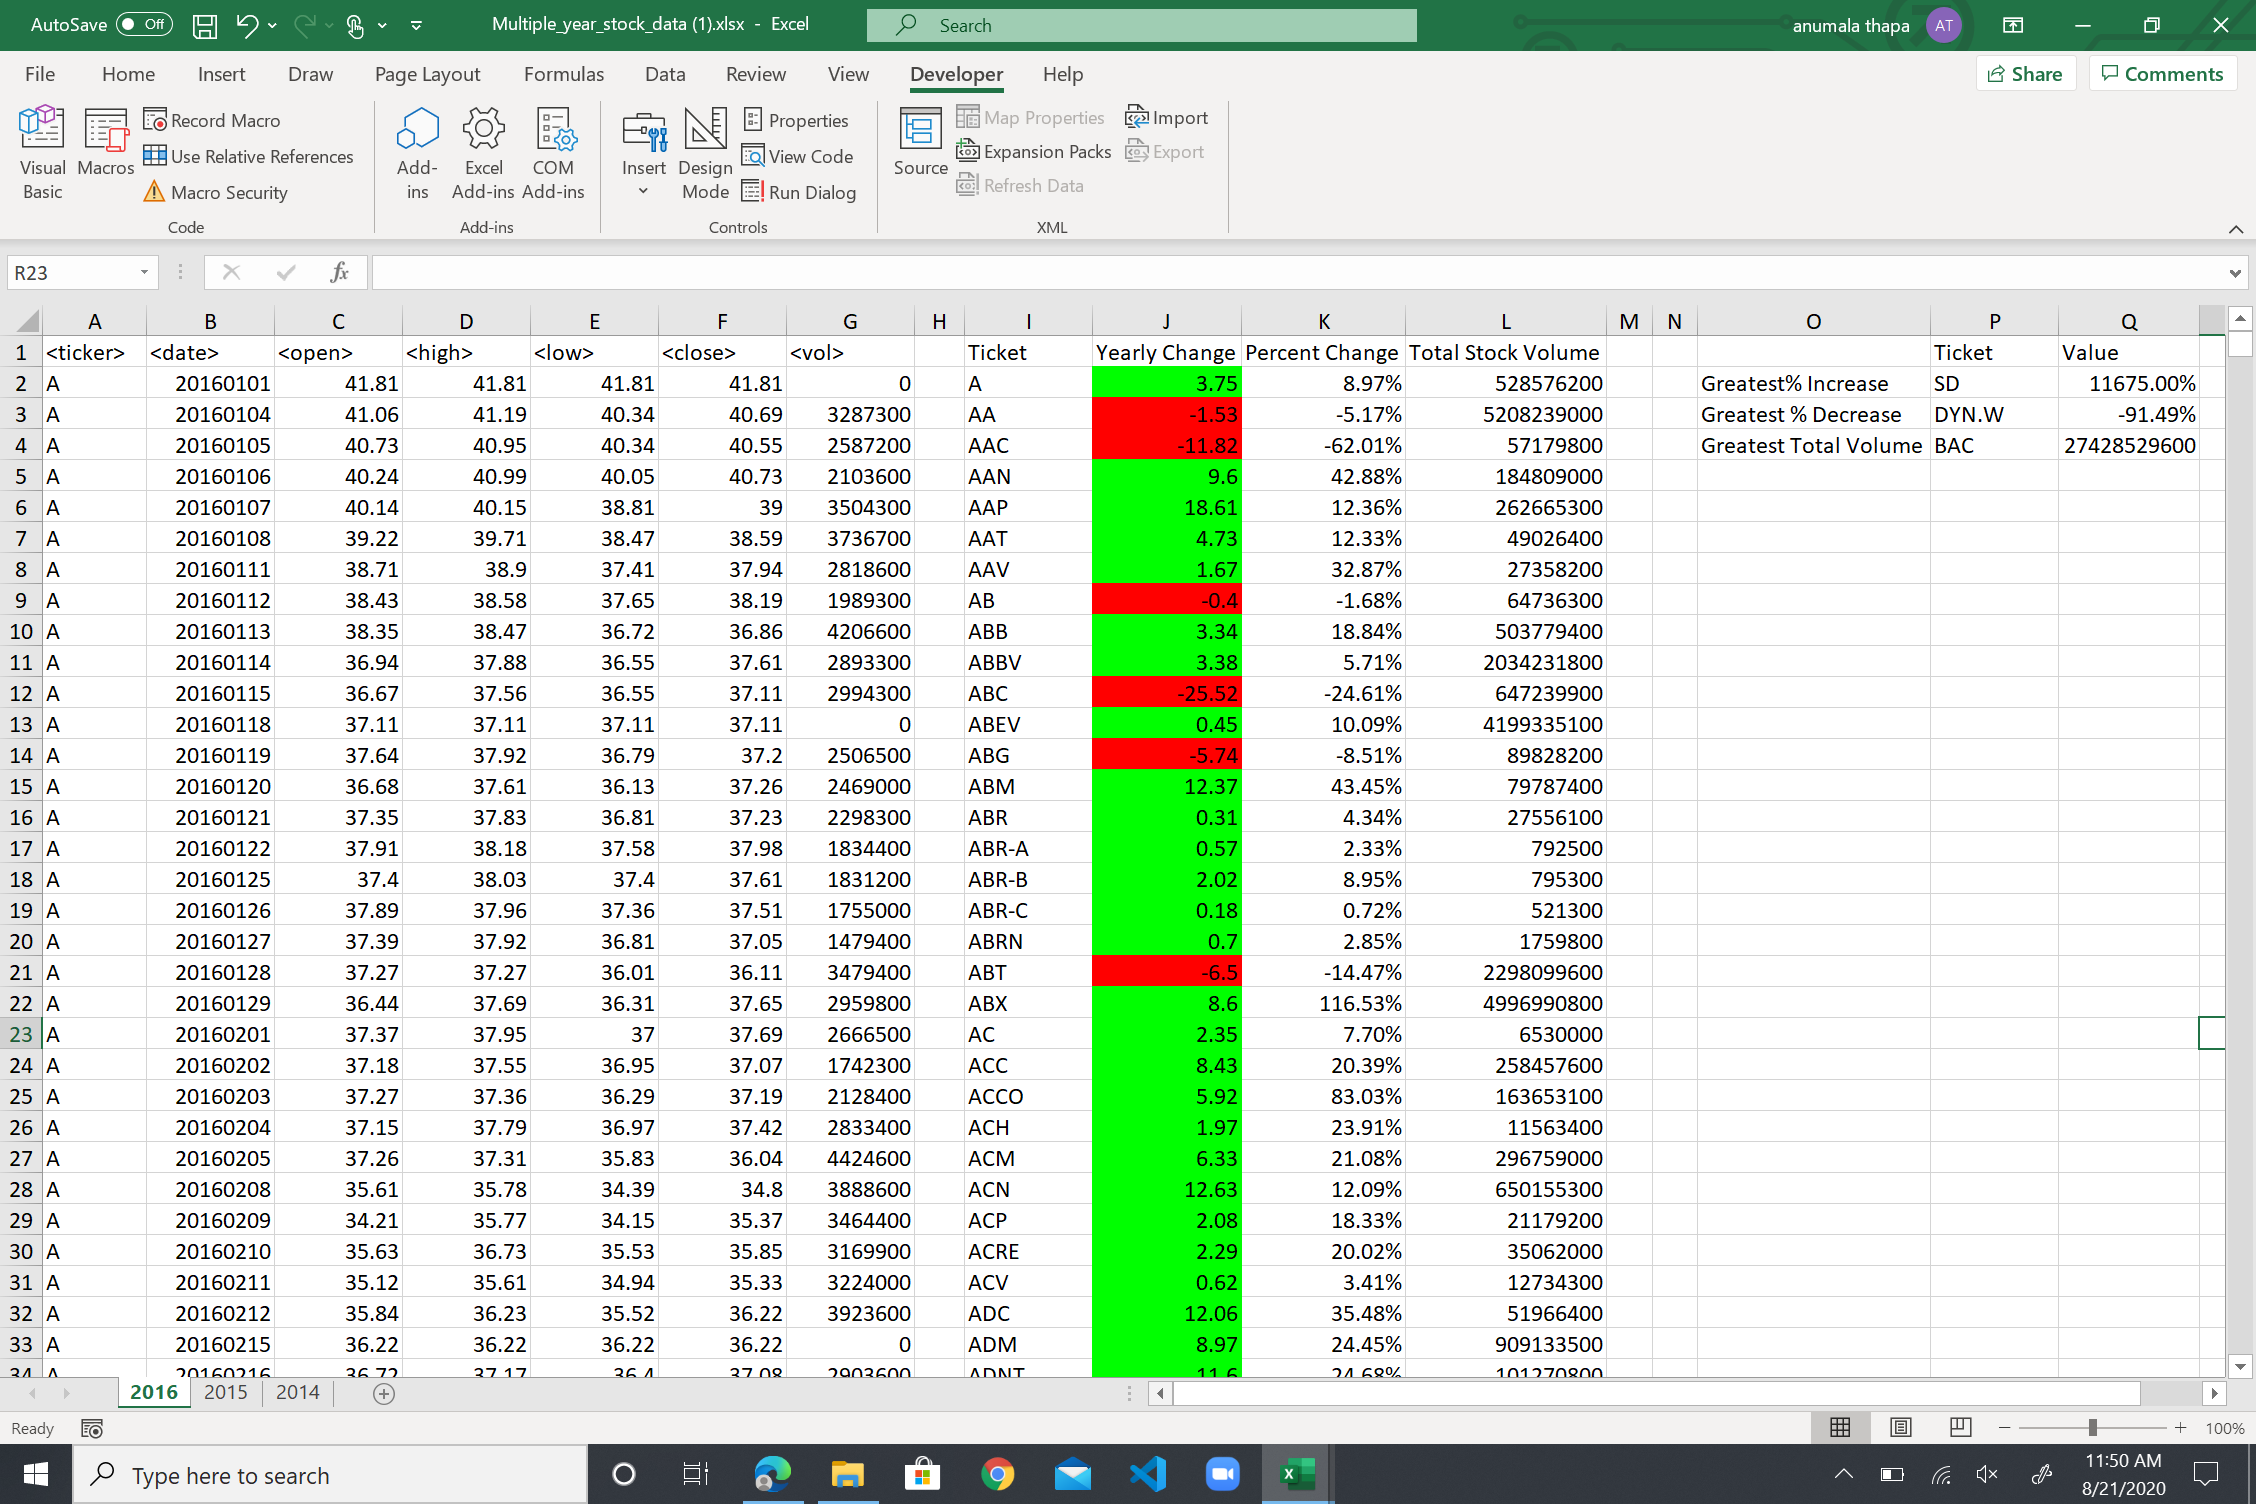 AutoSave Off Multiple_year_stock_data (1).xlsx - Excel Search anumala thapa AT
File Home Insert Draw Page Layout Formulas Data Review View Developer Help Share Comments
Visual Basic Macros Record Macro Use Relative References Macro Security Add-ins Excel Add-ins COM Add-ins Insert Design Mode Properties View Code Run Dialog Source Map Properties Expansion Packs Refresh Data Import Export
Code Add-ins Controls XML
R23 fx
A B C D E F G H I J K L M N O P Q
1 <ticker> <date> <open> <high> <low> <close> <vol> Ticket Yearly Change Percent Change Total Stock Volume Ticket Value
2 A 20160101 41.81 41.81 41.81 41.81 0 A 3.75 8.97% 528576200 Greatest% Increase SD 11675.00%
3 A 20160104 41.06 41.19 40.34 40.69 3287300 AA -1.53 -5.17% 5208239000 Greatest % Decrease DYN.W -91.49%
4 A 20160105 40.73 40.95 40.34 40.55 2587200 AAC -11.82 -62.01% 57179800 Greatest Total Volume BAC 27428529600
5 A 20160106 40.24 40.99 40.05 40.73 2103600 AAN 9.6 42.88% 184809000
6 A 20160107 40.14 40.15 38.81 39 3504300 AAP 18.61 12.36% 262665300
7 A 20160108 39.22 39.71 38.47 38.59 3736700 AAT 4.73 12.33% 49026400
8 A 20160111 38.71 38.9 37.41 37.94 2818600 AAV 1.67 32.87% 27358200
9 A 20160112 38.43 38.58 37.65 38.19 1989300 AB -0.4 -1.68% 64736300
10 A 20160113 38.35 38.47 36.72 36.86 4206600 ABB 3.34 18.84% 503779400
11 A 20160114 36.94 37.88 36.55 37.61 2893300 ABBV 3.38 5.71% 2034231800
12 A 20160115 36.67 37.56 36.55 37.11 2994300 ABC -25.52 -24.61% 647239900
13 A 20160118 37.11 37.11 37.11 37.11 0 ABEV 0.45 10.09% 4199335100
14 A 20160119 37.64 37.92 36.79 37.2 2506500 ABG -5.74 -8.51% 89828200
15 A 20160120 36.68 37.61 36.13 37.26 2469000 ABM 12.37 43.45% 79787400
16 A 20160121 37.35 37.83 36.81 37.23 2298300 ABR 0.31 4.34% 27556100
17 A 20160122 37.91 38.18 37.58 37.98 1834400 ABR-A 0.57 2.33% 792500
18 A 20160125 37.4 38.03 37.4 37.61 1831200 ABR-B 2.02 8.95% 795300
19 A 20160126 37.89 37.96 37.36 37.51 1755000 ABR-C 0.18 0.72% 521300
20 A 20160127 37.39 37.92 36.81 37.05 1479400 ABRN 0.7 2.85% 1759800
21 A 20160128 37.27 37.27 36.01 36.11 3479400 ABT -6.5 -14.47% 2298099600
22 A 20160129 36.44 37.69 36.31 37.65 2959800 ABX 8.6 116.53% 4996990800
23 A 20160201 37.37 37.95 37 37.69 2666500 AC 2.35 7.70% 6530000
24 A 20160202 37.18 37.55 36.95 37.07 1742300 ACC 8.43 20.39% 258457600
25 A 20160203 37.27 37.36 36.29 37.19 2128400 ACCO 5.92 83.03% 163653100
26 A 20160204 37.15 37.79 36.97 37.42 2833400 ACH 1.97 23.91% 11563400
27 A 20160205 37.26 37.31 35.83 36.04 4424600 ACM 6.33 21.08% 296759000
28 A 20160208 35.61 35.78 34.39 34.8 3888600 ACN 12.63 12.09% 650155300
29 A 20160209 34.21 35.77 34.15 35.37 3464400 ACP 2.08 18.33% 21179200
30 A 20160210 35.63 36.73 35.53 35.85 3169900 ACRE 2.29 20.02% 35062000
31 A 20160211 35.12 35.61 34.94 35.33 3224000 ACV 0.62 3.41% 12734300
32 A 20160212 35.84 36.23 35.52 36.22 3923600 ADC 12.06 35.48% 51966400
33 A 20160215 36.22 36.22 36.22 36.22 0 ADM 8.97 24.45% 909133500
34 A 20160216 36.72 37.17 36.4 37.08 2903600 ADNT 11.6 24.68% 101270800
2016 2015 2014
Ready 100%
Type here to search 11:50 AM
8/21/2020